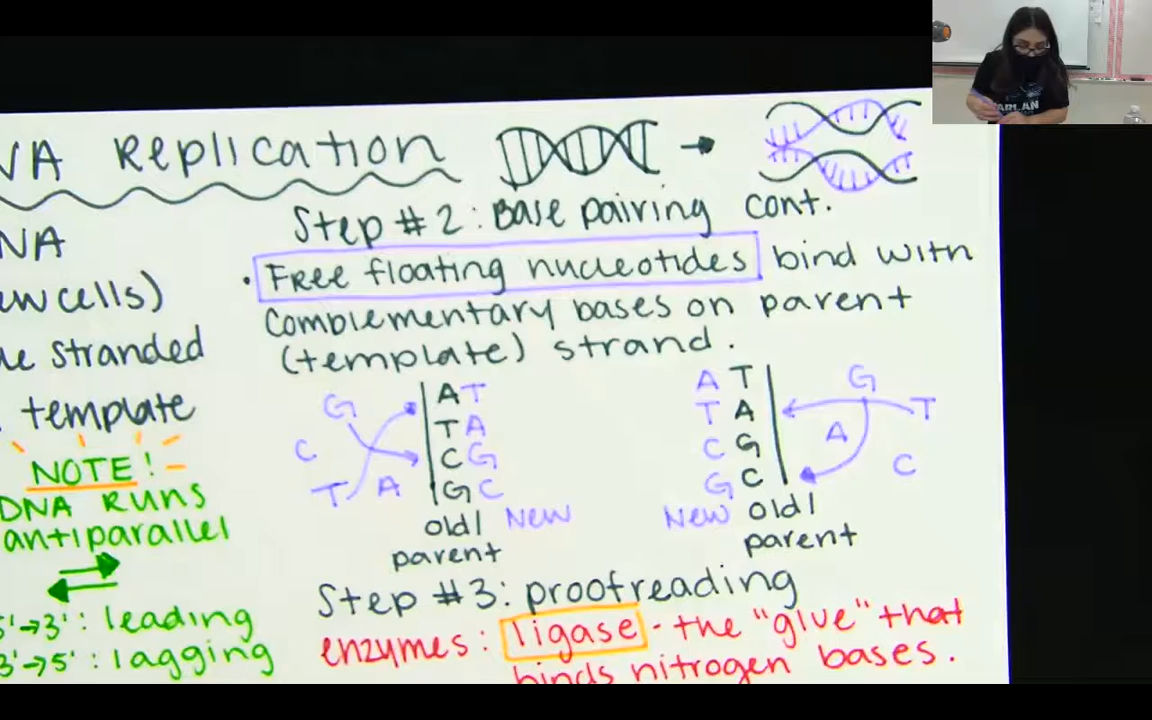 NA Replication
NA
ew cells)
le stranded
template
NOTE!
DNA RUNS
antiparallel
5'→3': leading
3'→5': lagging
Step #2: Base pairing cont.
• Free floating nucleotides bind with
complementary bases on parent
(template) strand.
G C T A
A T
T A
C G
G C
old/ New
parent
A T
T A
C G
G C
New old/
parent
G T A C
Step #3: proofreading
enzymes: ligase - the "glue" that
binds nitrogen bases.
HARLAN